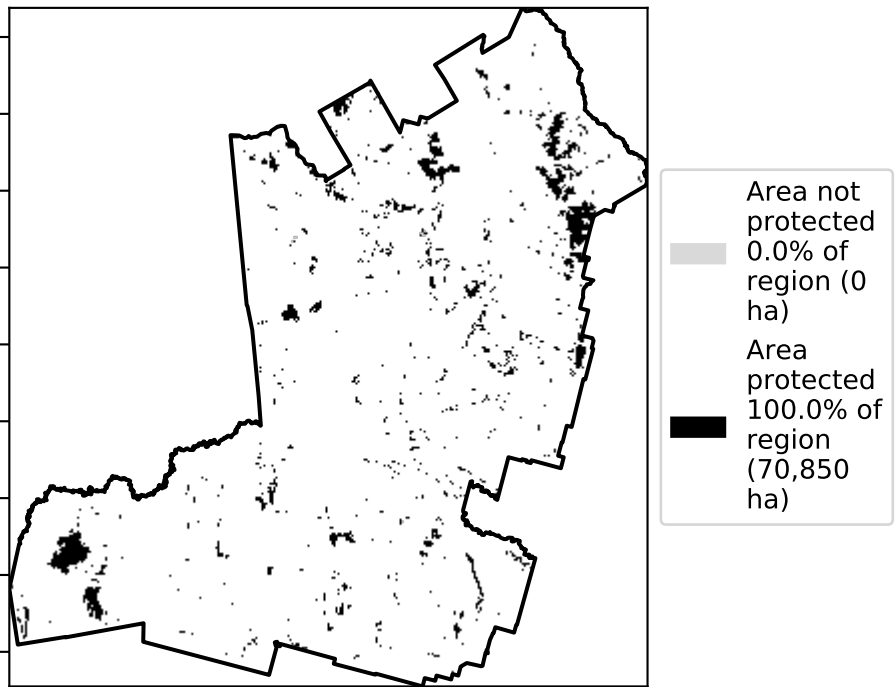 Area not
protected
0.0% of
region (0
ha)
Area
protected
100.0% of
region
(70,850
ha)